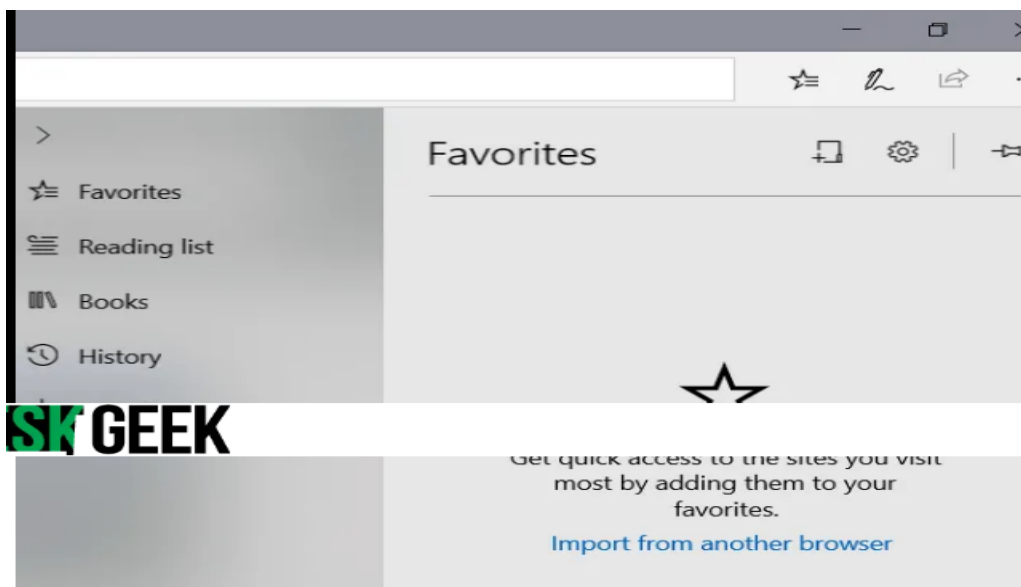 Favorites
Favorites
Reading list
Books
History
SK GEEK
Get quick access to the sites you visit
most by adding them to your
favorites.
Import from another browser